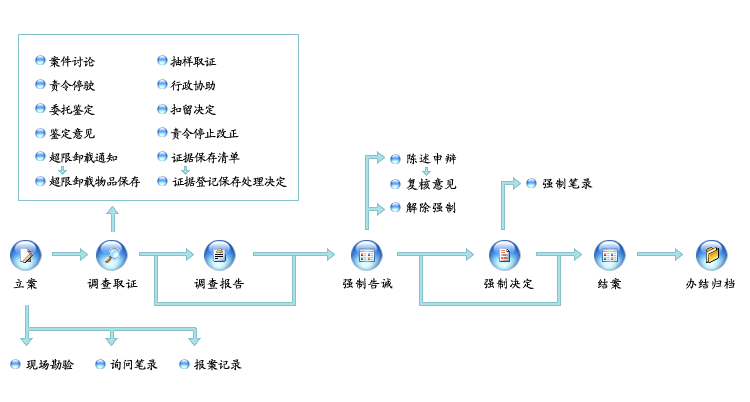 案件讨论 抽样取证
责令停驶 行政协助
委托鉴定 扣留决定
鉴定意见 责令停止改正
超限卸载通知 证据保存清单
超限卸载物品保存 证据登记保存处理决定
陈述申辩
复核意见 强制笔录
解除强制
立案 调查取证 调查报告 强制告诫 强制决定 结案 办结归档
现场勘验 询问笔录 报案记录